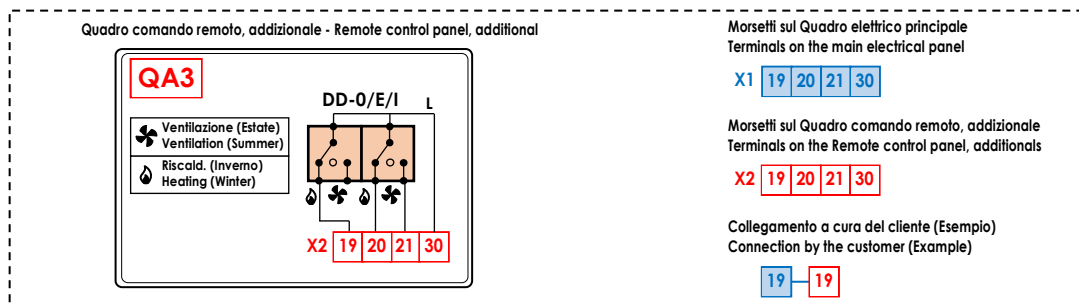 Quadro comando remoto, addizionale - Remote control panel, additional
QA3
DD-0/E/I
L
Ventilazione (Estate)
Ventilation (Summer)
Riscald. (Inverno)
Heating (Winter)
X2 19 20 21 30
Morsetti sul Quadro elettrico principale
Terminals on the main electrical panel
X1 19 20 21 30
Morsetti sul Quadro comando remoto, addizionale
Terminals on the Remote control panel, additionals
X2 19 20 21 30
Collegamento a cura del cliente (Esempio)
Connection by the customer (Example)
19 19